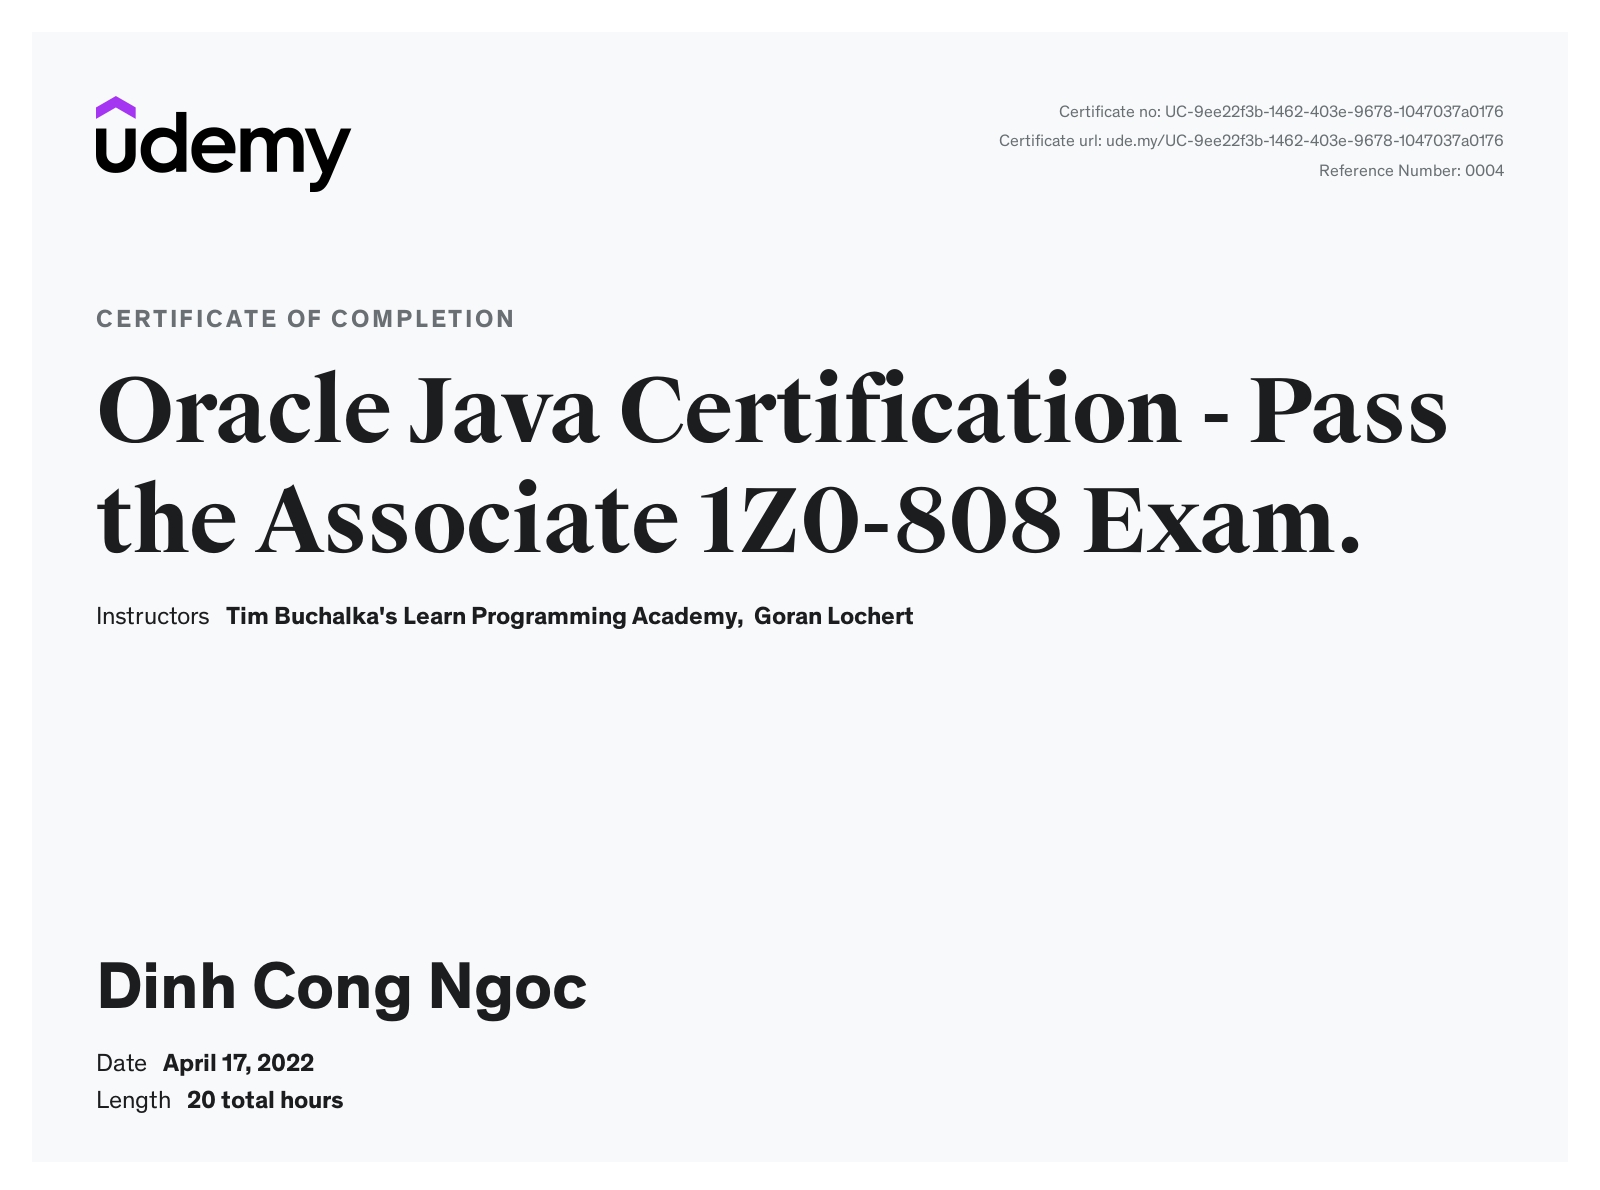 udemy
Certificate no: UC-9ee22f3b-1462-403e-9678-1047037a0176
Certificate url: ude.my/UC-9ee22f3b-1462-403e-9678-1047037a0176
Reference Number: 0004
CERTIFICATE OF COMPLETION
Oracle Java Certification - Pass
the Associate 1Z0-808 Exam.
Instructors Tim Buchalka's Learn Programming Academy, Goran Lochert
Dinh Cong Ngoc
Date April 17, 2022
Length 20 total hours